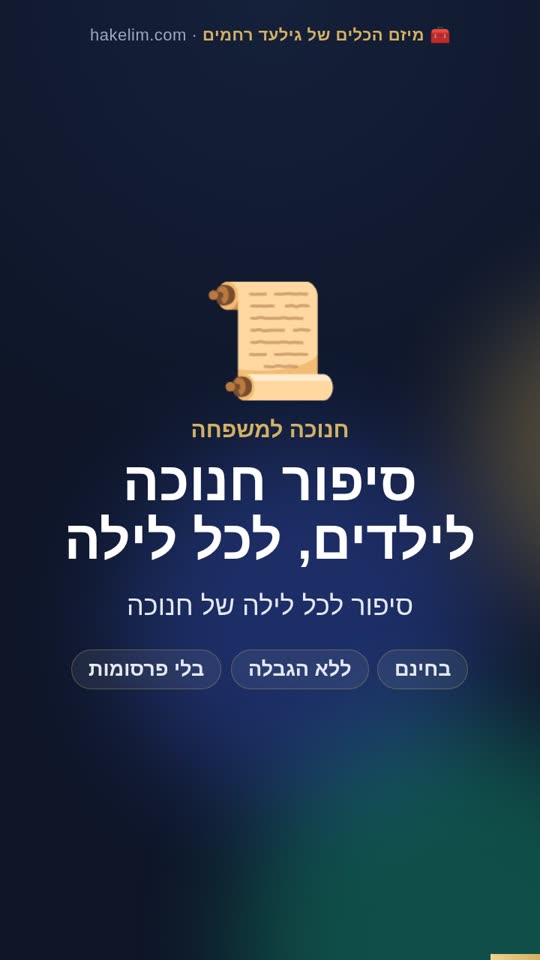 🧰 מיזם הכלים של גילעד רחמים · hakelim.com
חנוכה למשפחה
סיפור חנוכה
לילדים, לכל לילה
סיפור לכל לילה של חנוכה
בחינם
ללא הגבלה
בלי פרסומות